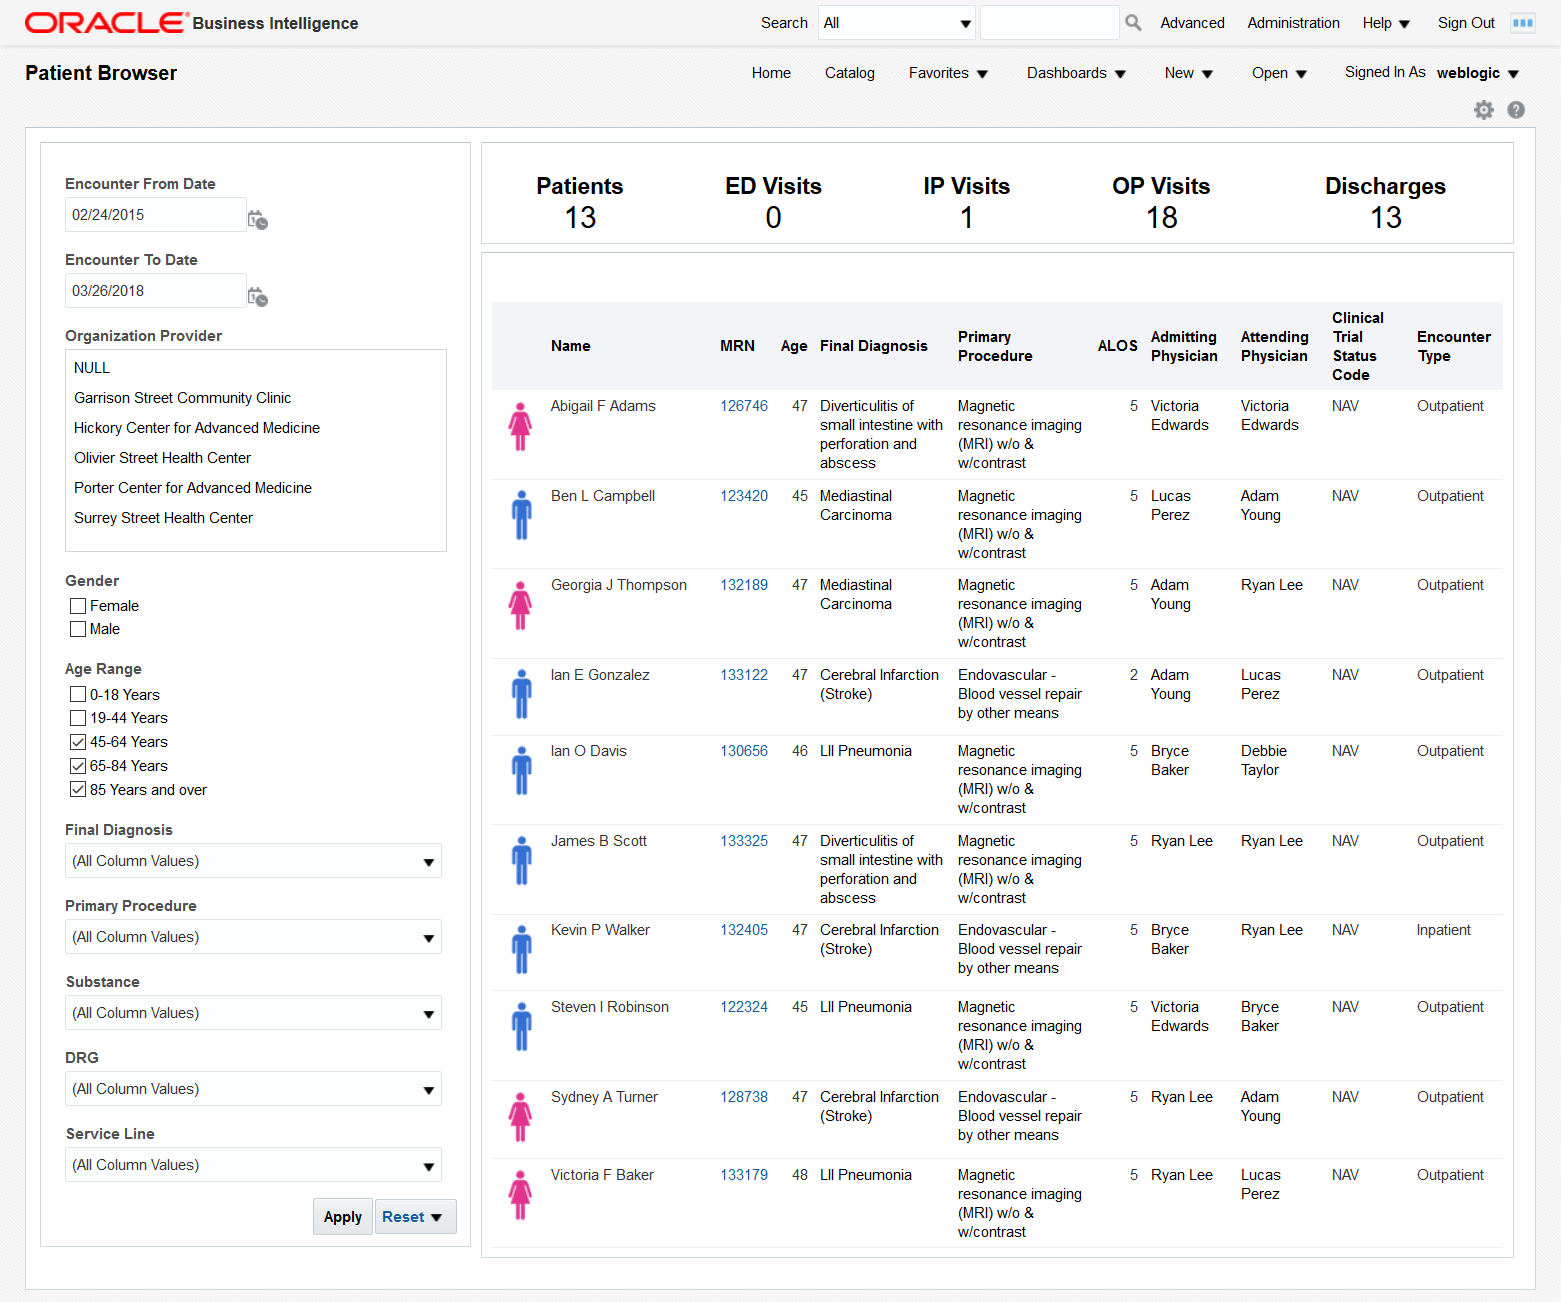 ORACLE® Business Intelligence
Search All Advanced Administration Help Sign Out
Patient Browser
Home Catalog Favorites Dashboards New Open Signed In As weblogic
Encounter From Date
02/24/2015
Encounter To Date
03/26/2018
Organization Provider
NULL
Garrison Street Community Clinic
Hickory Center for Advanced Medicine
Olivier Street Health Center
Porter Center for Advanced Medicine
Surrey Street Health Center
Gender
Female
Male
Age Range
0-18 Years
19-44 Years
45-64 Years
65-84 Years
85 Years and over
Final Diagnosis
(All Column Values)
Primary Procedure
(All Column Values)
Substance
(All Column Values)
DRG
(All Column Values)
Service Line
(All Column Values)
Apply Reset
Patients ED Visits IP Visits OP Visits Discharges
13 0 1 18 13
Name MRN Age Final Diagnosis Primary Procedure ALOS Admitting Physician Attending Physician Clinical Trial Status Code Encounter Type
Abigail F Adams 126746 47 Diverticulitis of small intestine with perforation and abscess Magnetic resonance imaging (MRI) w/o & w/contrast 5 Victoria Edwards Victoria Edwards NAV Outpatient
Ben L Campbell 123420 45 Mediastinal Carcinoma Magnetic resonance imaging (MRI) w/o & w/contrast 5 Lucas Perez Adam Young NAV Outpatient
Georgia J Thompson 132189 47 Mediastinal Carcinoma Magnetic resonance imaging (MRI) w/o & w/contrast 5 Adam Young Ryan Lee NAV Outpatient
Ian E Gonzalez 133122 47 Cerebral Infarction (Stroke) Endovascular - Blood vessel repair by other means 2 Adam Young Lucas Perez NAV Outpatient
Ian O Davis 130656 46 LII Pneumonia Magnetic resonance imaging (MRI) w/o & w/contrast 5 Bryce Baker Debbie Taylor NAV Outpatient
James B Scott 133325 47 Diverticulitis of small intestine with perforation and abscess Magnetic resonance imaging (MRI) w/o & w/contrast 5 Ryan Lee Ryan Lee NAV Outpatient
Kevin P Walker 132405 47 Cerebral Infarction (Stroke) Endovascular - Blood vessel repair by other means 5 Bryce Baker Ryan Lee NAV Inpatient
Steven I Robinson 122324 45 LII Pneumonia Magnetic resonance imaging (MRI) w/o & w/contrast 5 Victoria Edwards Bryce Baker NAV Outpatient
Sydney A Turner 128738 47 Cerebral Infarction (Stroke) Endovascular - Blood vessel repair by other means 5 Ryan Lee Adam Young NAV Outpatient
Victoria F Baker 133179 48 LII Pneumonia Magnetic resonance imaging (MRI) w/o & w/contrast 5 Ryan Lee Lucas Perez NAV Outpatient